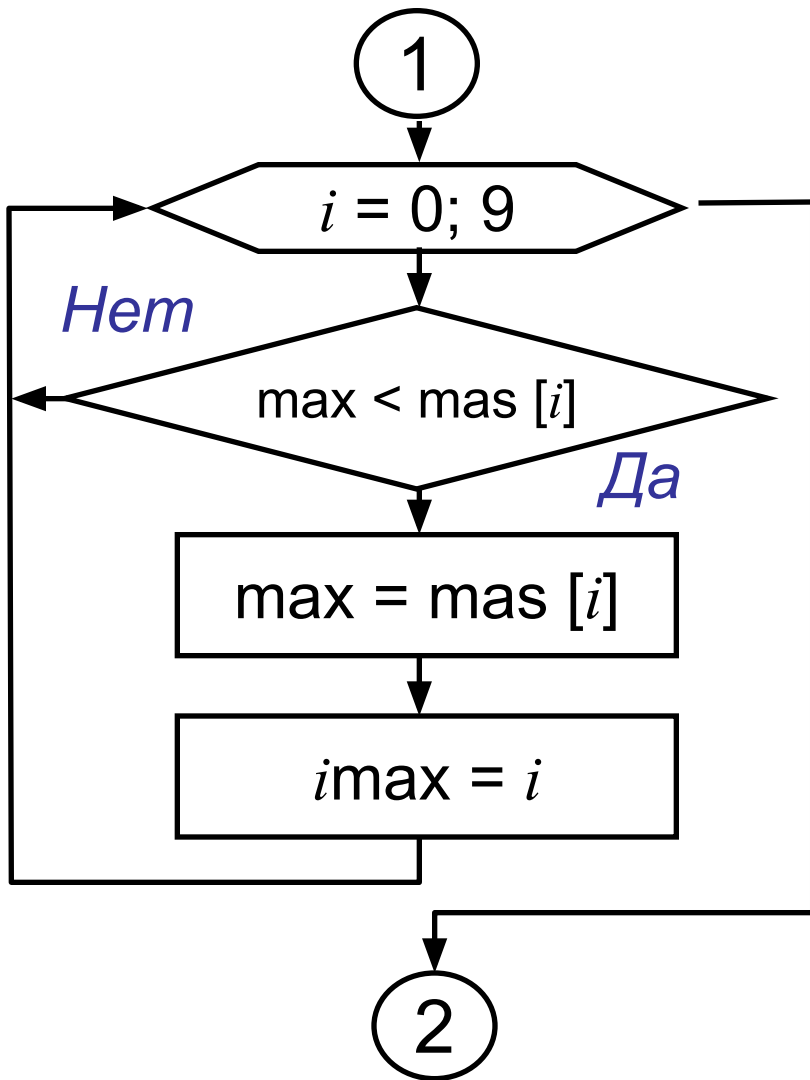 1
i = 0; 9
Нет
max < mas [i]
Да
max = mas [i]
imax = i
2